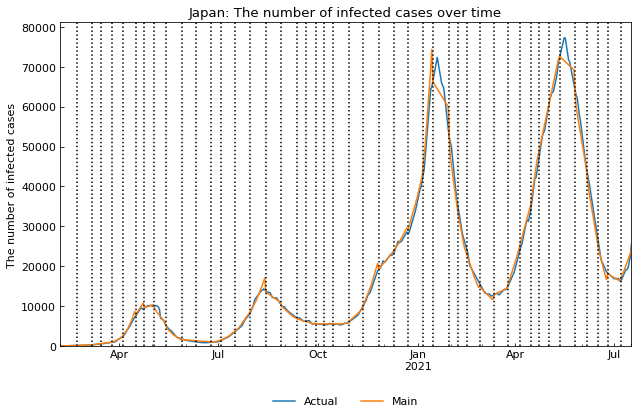 Japan: The number of infected cases over time
The number of infected cases
80000
70000
60000
50000
40000
30000
20000
10000
0
Apr Jul Oct Jan Apr Jul
2021
Actual Main